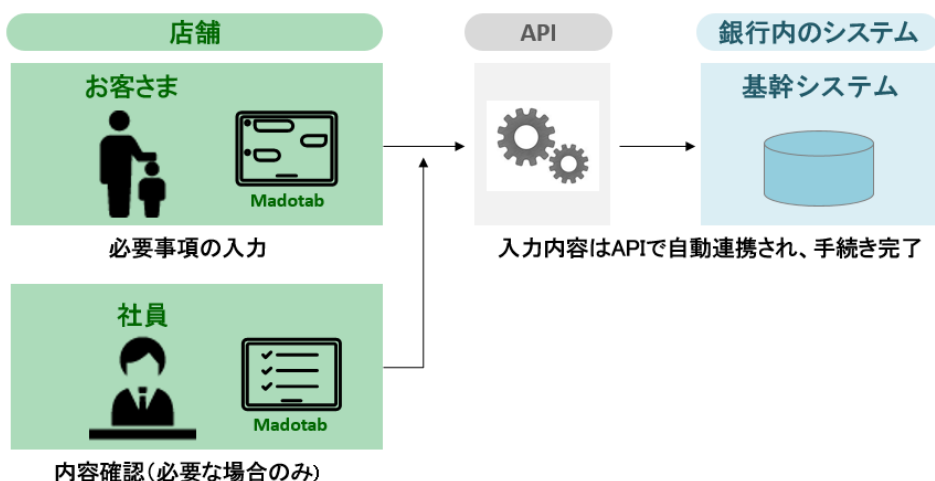 店舗
API
銀行内のシステム
お客さま
基幹システム
Madotab
必要事項の入力
入力内容はAPIで自動連携され、手続き完了
社員
Madotab
内容確認(必要な場合のみ)